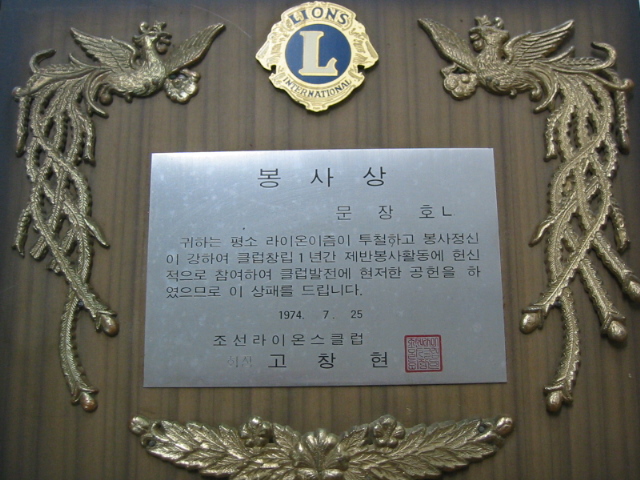 LIONS
L
INTERNATIONAL
봉 사 상
문 장 호 L
귀하는 평소 라이온이즘이 투철하고 봉사정신
이 강하여 클럽창립 1년간 제반봉사활동에 헌신
적으로 참여하여 클럽발전에 현저한 공헌을 하
였으므로 이 상패를 드립니다.
1974. 7. 25
조선라이온스클럽
회장 고 창 현